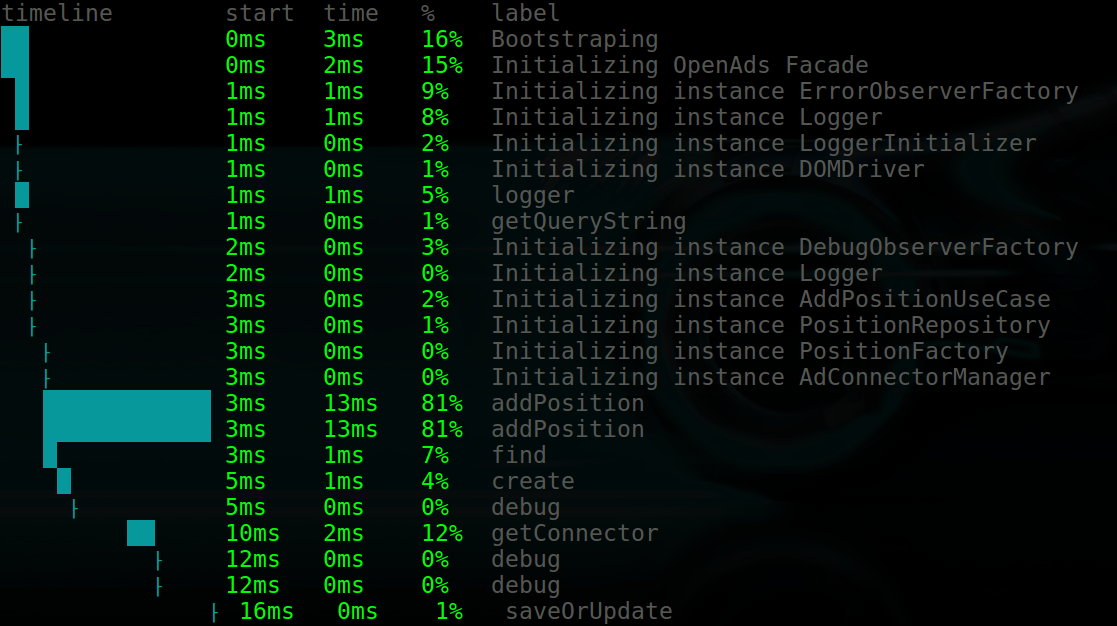 timeline start time % label
0ms 3ms 16% Bootstraping
0ms 2ms 15% Initializing OpenAds Facade
1ms 1ms 9% Initializing instance ErrorObserverFactory
1ms 1ms 8% Initializing instance Logger
1ms 0ms 2% Initializing instance LoggerInitializer
1ms 0ms 1% Initializing instance DOMDriver
1ms 1ms 5% logger
1ms 0ms 1% getQueryString
2ms 0ms 3% Initializing instance DebugObserverFactory
2ms 0ms 0% Initializing instance Logger
3ms 0ms 2% Initializing instance AddPositionUseCase
3ms 0ms 1% Initializing instance PositionRepository
3ms 0ms 0% Initializing instance PositionFactory
3ms 0ms 0% Initializing instance AdConnectorManager
3ms 13ms 81% addPosition
3ms 13ms 81% addPosition
3ms 1ms 7% find
5ms 1ms 4% create
5ms 0ms 0% debug
10ms 2ms 12% getConnector
12ms 0ms 0% debug
12ms 0ms 0% debug
16ms 0ms 1% saveOrUpdate